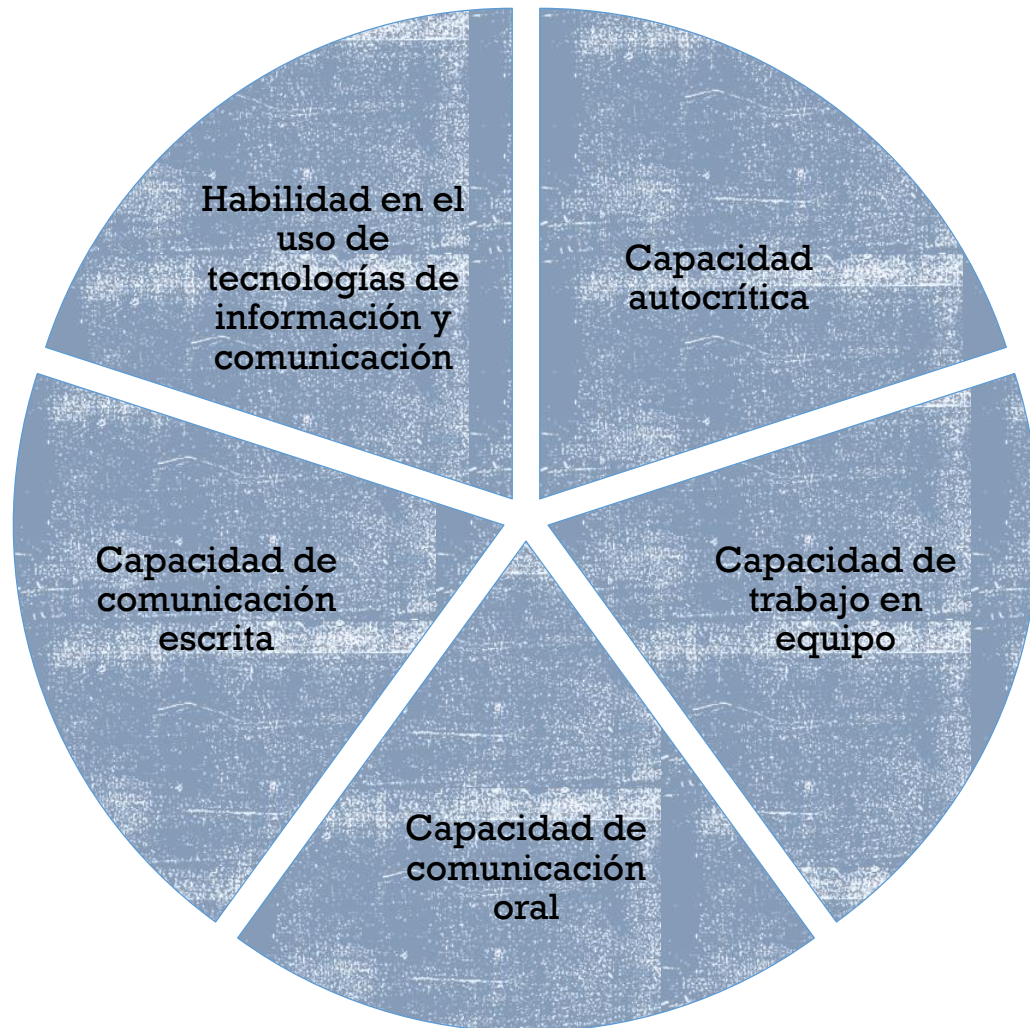 Habilidad en el
uso de
tecnologías de
información y
comunicación
Capacidad
autocrítica
Capacidad de
trabajo en
equipo
Capacidad de
comunicación
oral
Capacidad de
comunicación
escrita